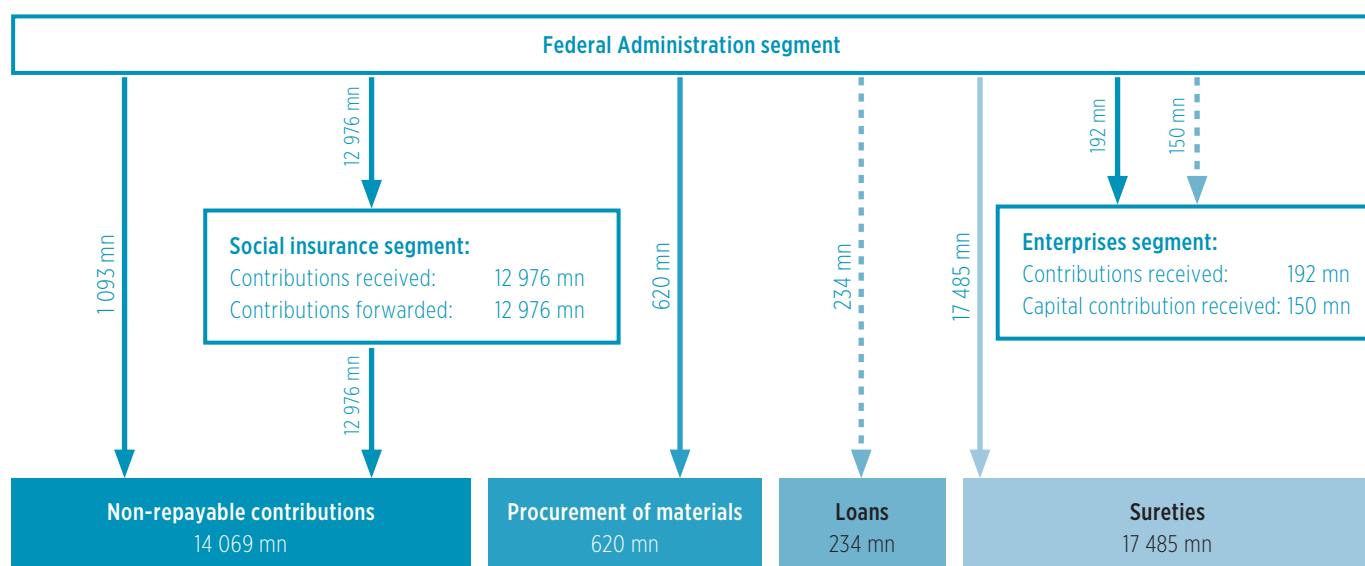 Federal Administration segment
1 093 mn
12 976 mn
620 mn
234 mn
17 485 mn
192 mn
150 mn
Social insurance segment:
Contributions received: 12 976 mn
Contributions forwarded: 12 976 mn
Enterprises segment:
Contributions received: 192 mn
Capital contribution received: 150 mn
12 976 mn
Non-repayable contributions
14 069 mn
Procurement of materials
620 mn
Loans
234 mn
Sureties
17 485 mn